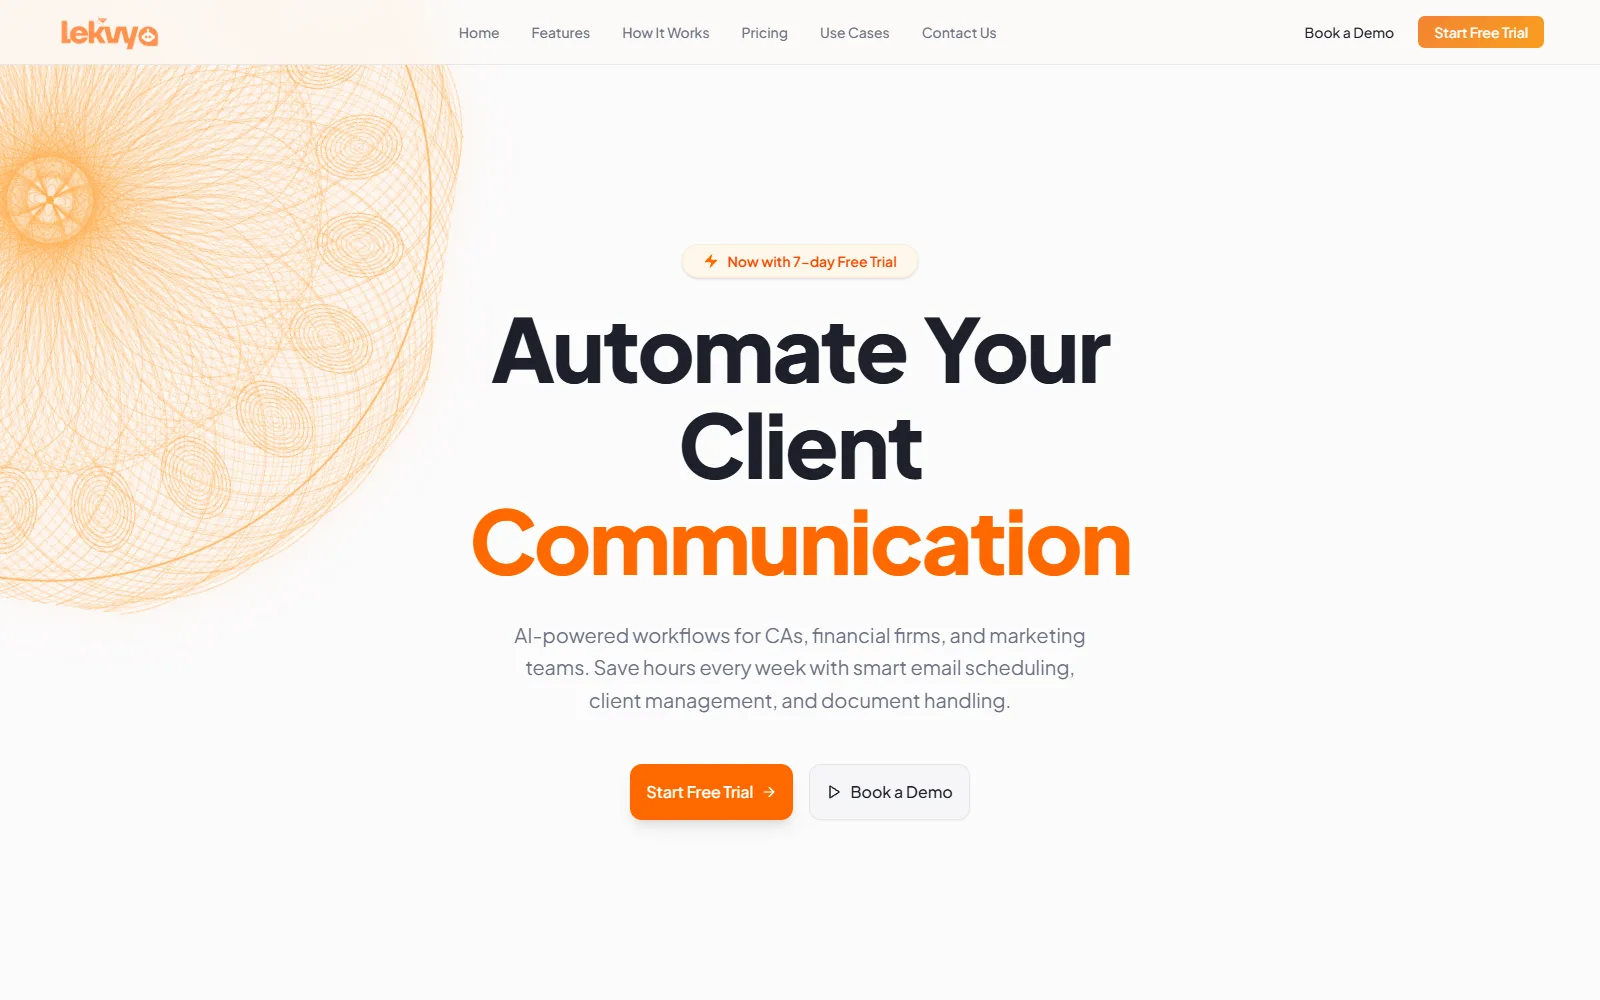 lekvya
Home
Features
How It Works
Pricing
Use Cases
Contact Us
Book a Demo
Start Free Trial
Now with 7-day Free Trial
Automate Your
Client
Communication
AI-powered workflows for CAs, financial firms, and marketing
teams. Save hours every week with smart email scheduling,
client management, and document handling.
Start Free Trial
Book a Demo